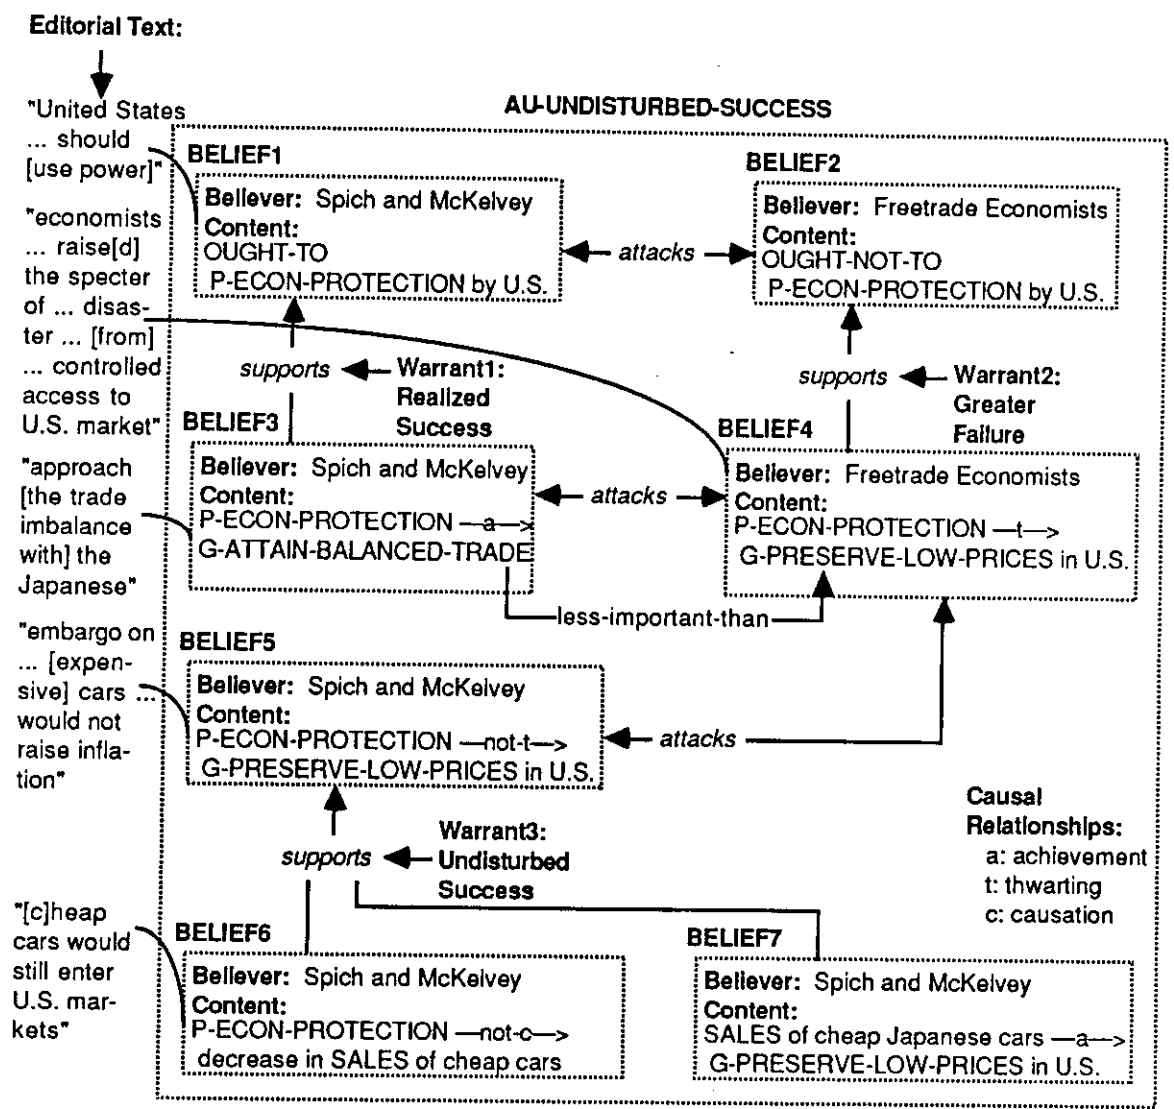 Editorial Text:
"United States
... should
[use power]"
"economists
... raise[d]
the specter
of ... disas-
ter ... [from]
... controlled
access to
U.S. market"
"approach
[the trade
imbalance
with] the
Japanese"
"embargo on
... [expen-
sive] cars ...
would not
raise infla-
tion"
"[c]heap
cars would
still enter
U.S. mar-
kets"
AU-UNDISTURBED-SUCCESS
BELIEF1
Believer: Spich and McKelvey
Content:
OUGHT-TO
P-ECON-PROTECTION by U.S.
attacks
BELIEF2
Believer: Freetrade Economists
Content:
OUGHT-NOT-TO
P-ECON-PROTECTION by U.S.
supports
Warrant1:
Realized
Success
supports
Warrant2:
Greater
Failure
BELIEF3
Believer: Spich and McKelvey
Content:
P-ECON-PROTECTION —a—>
G-ATTAIN-BALANCED-TRADE
attacks
BELIEF4
Believer: Freetrade Economists
Content:
P-ECON-PROTECTION —t—>
G-PRESERVE-LOW-PRICES in U.S.
less-important-than
BELIEF5
Believer: Spich and McKelvey
Content:
P-ECON-PROTECTION —not-t—>
G-PRESERVE-LOW-PRICES in U.S.
attacks
supports
Warrant3:
Undisturbed
Success
Causal
Relationships:
a: achievement
t: thwarting
c: causation
BELIEF6
Believer: Spich and McKelvey
Content:
P-ECON-PROTECTION —not-c—>
decrease in SALES of cheap cars
BELIEF7
Believer: Spich and McKelvey
Content:
SALES of cheap Japanese cars —a—>
G-PRESERVE-LOW-PRICES in U.S.